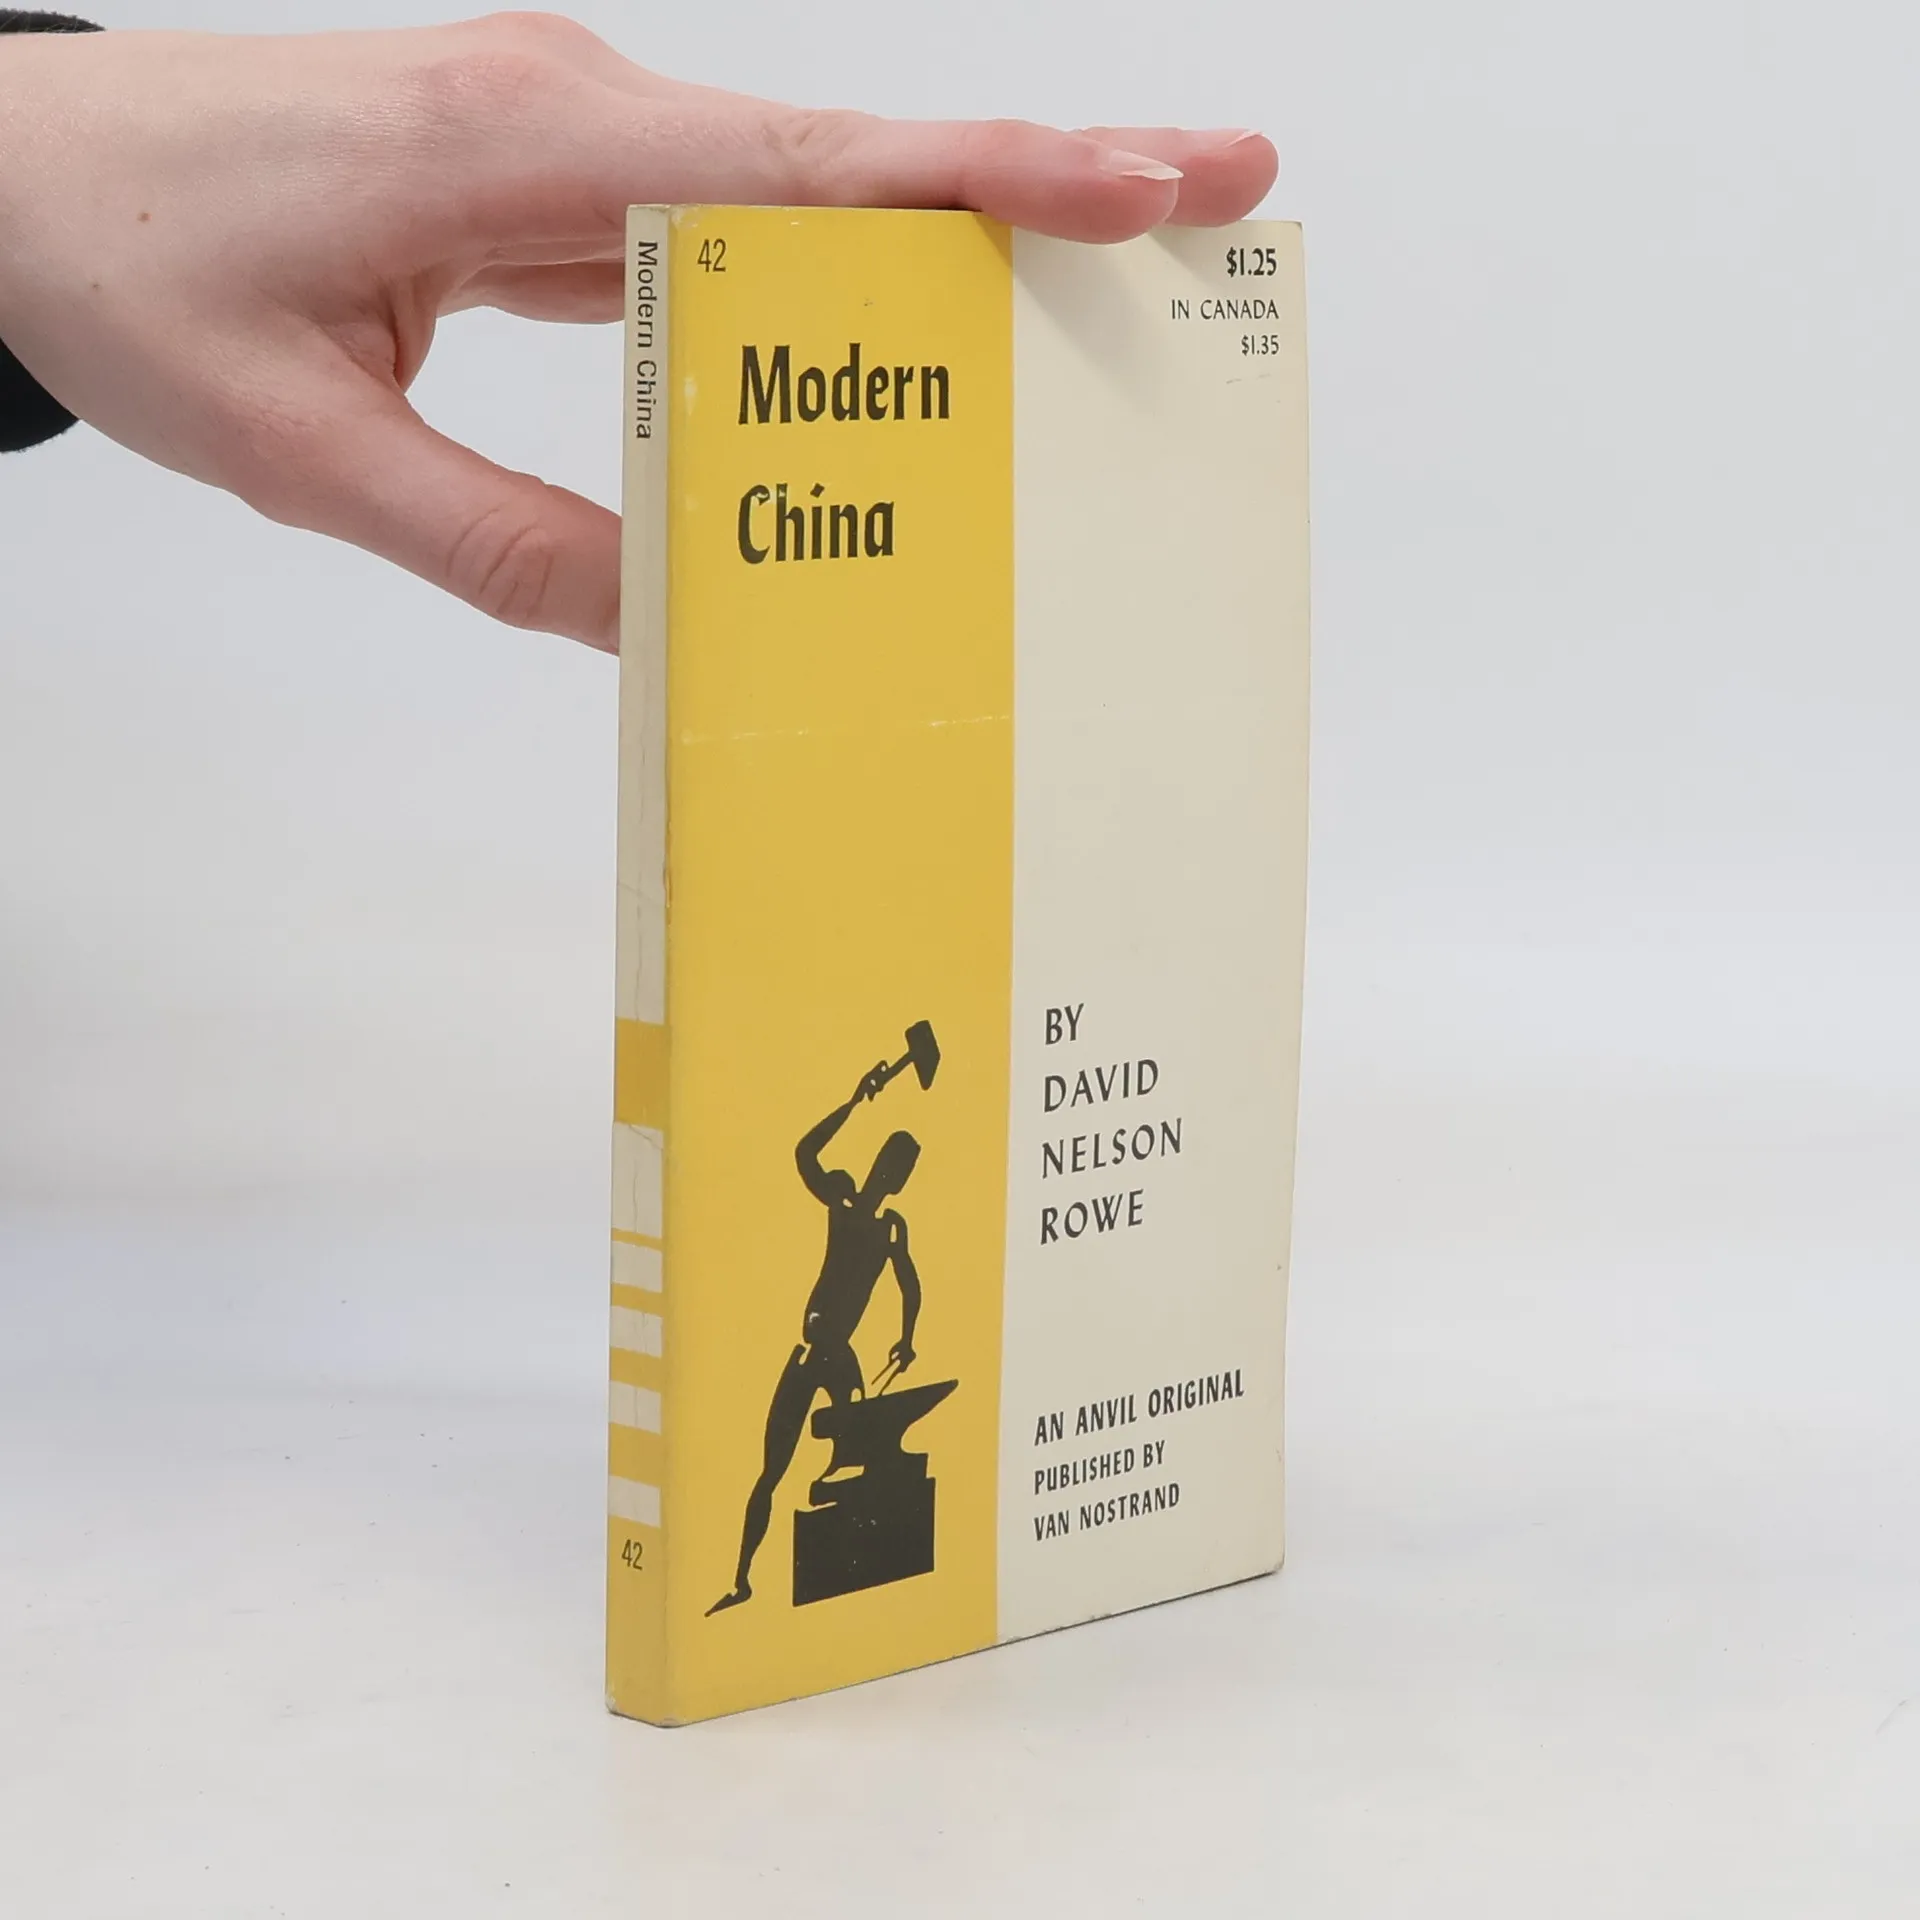 Modern China
42
42
Modern
China
$1.25
IN CANADA
$1.35
BY
DAVID
NELSON
ROWE
AN ANVIL ORIGINAL
PUBLISHED BY
VAN NOSTRAND